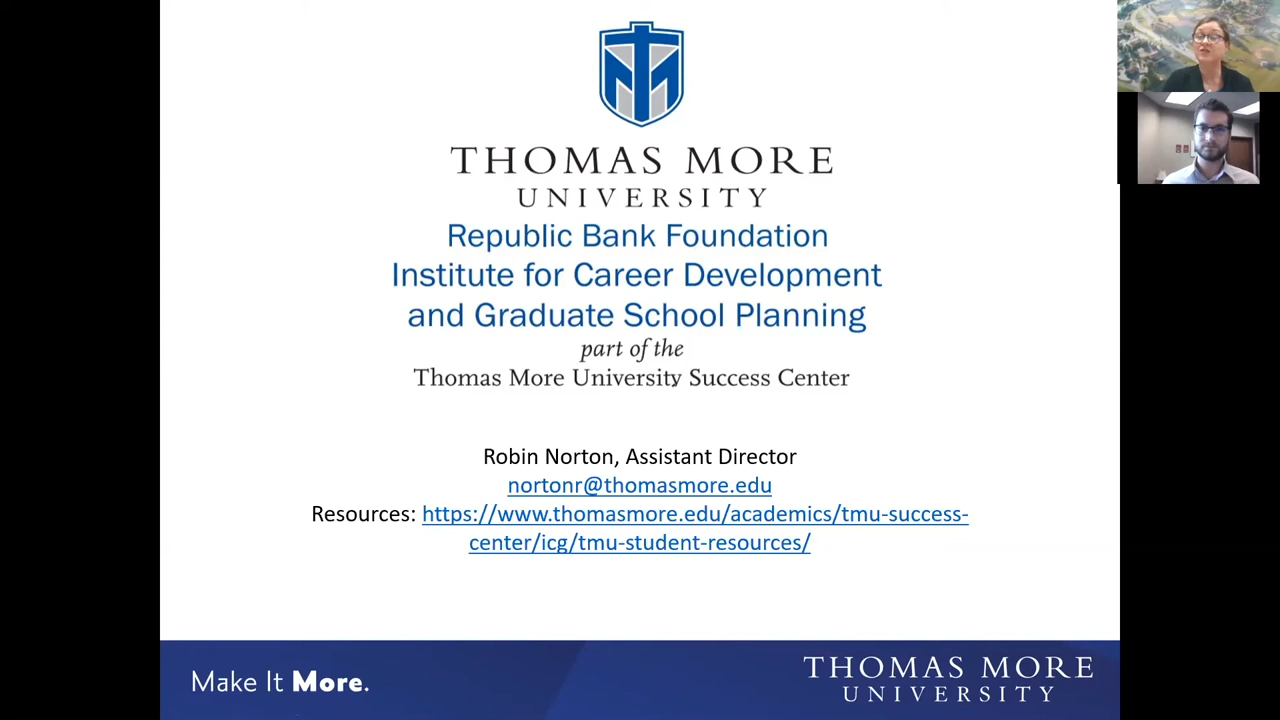 THOMAS MORE
UNIVERSITY
Republic Bank Foundation
Institute for Career Development
and Graduate School Planning
part of the
Thomas More University Success Center
Robin Norton, Assistant Director
nortonr@thomasmore.edu
Resources: https://www.thomasmore.edu/academics/tmu-success-
center/icg/tmu-student-resources/
Make It More.
THOMAS MORE
UNIVERSITY